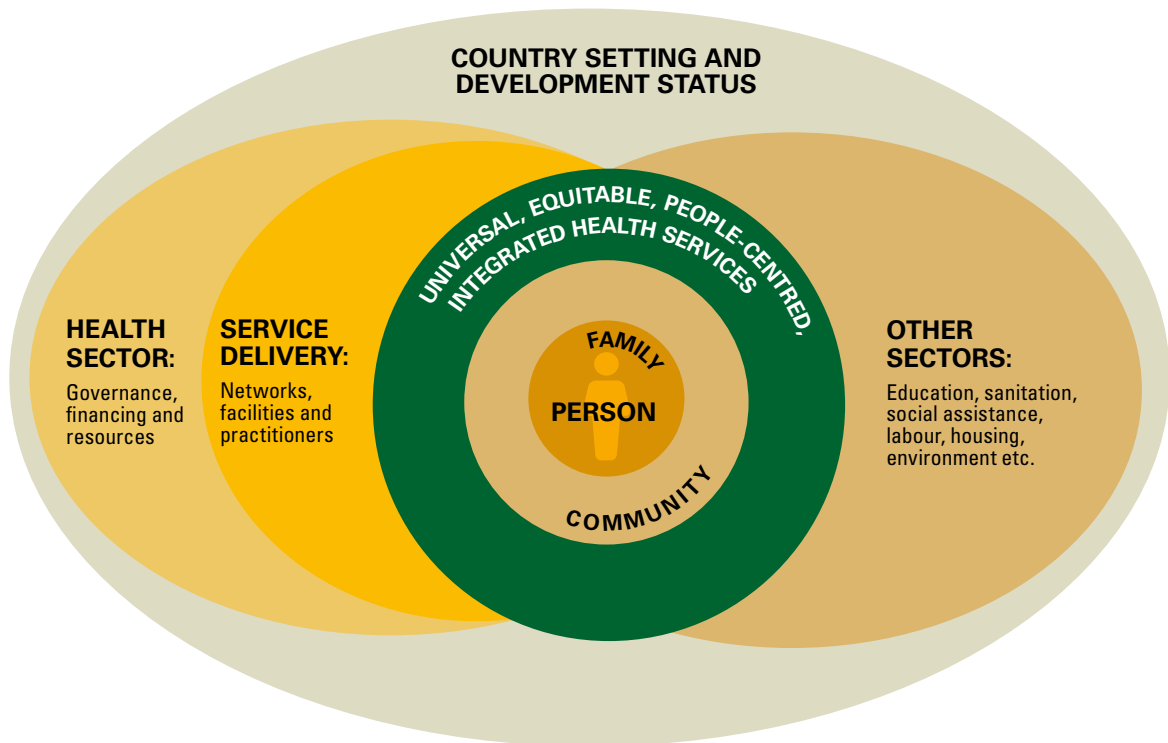 COUNTRY SETTING AND
DEVELOPMENT STATUS
UNIVERSAL, EQUITABLE, PEOPLE-CENTRED,
INTEGRATED HEALTH SERVICES
HEALTH
SECTOR:
Governance,
financing and
resources
SERVICE
DELIVERY:
Networks,
facilities and
practitioners
FAMILY
PERSON
COMMUNITY
OTHER
SECTORS:
Education, sanitation,
social assistance,
labour, housing,
environment etc.